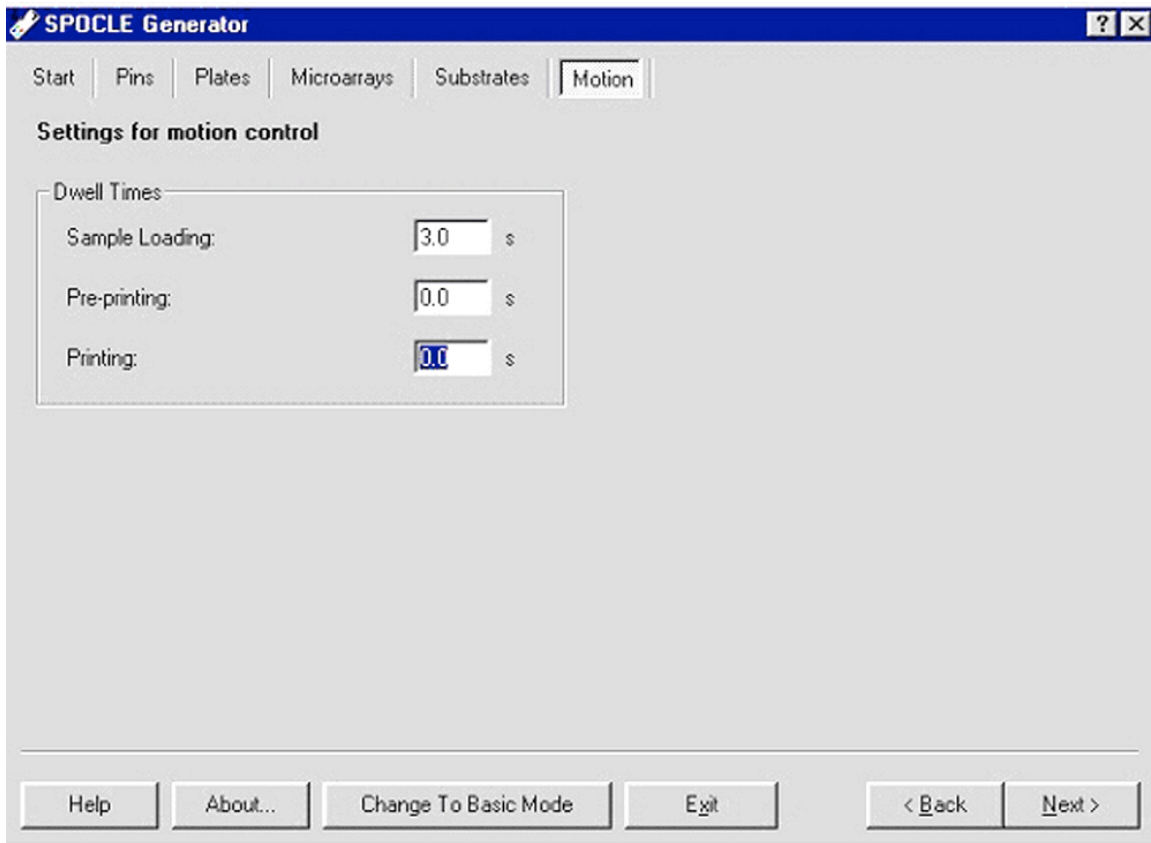 SPOCLE Generator ? ×
Start Pins Plates Microarrays Substrates Motion
Settings for motion control
Dwell Times
Sample Loading: 3.0 s
Pre-printing: 0.0 s
Printing: 0.0 s
Help About... Change To Basic Mode Exit < Back Next >